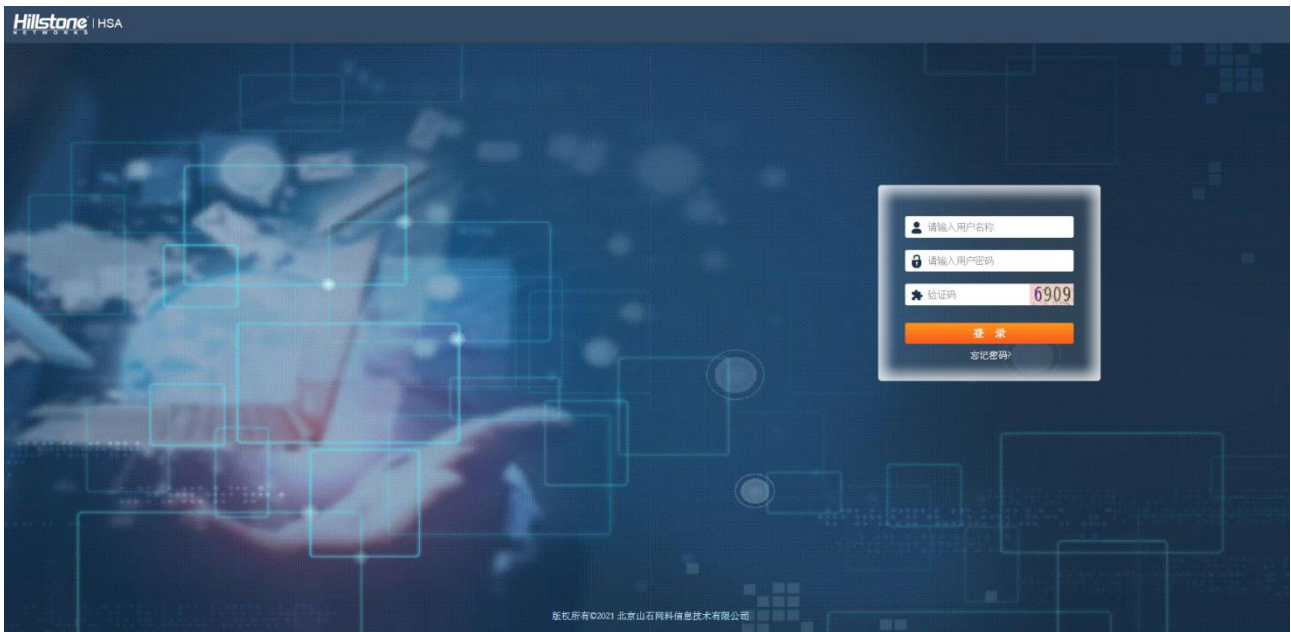 Hillstone NETWORKS | HSA
请输入用户名称
请输入用户密码
验证码 6909
登 录
忘记密码?
版权所有©2021 北京山石网科信息技术有限公司